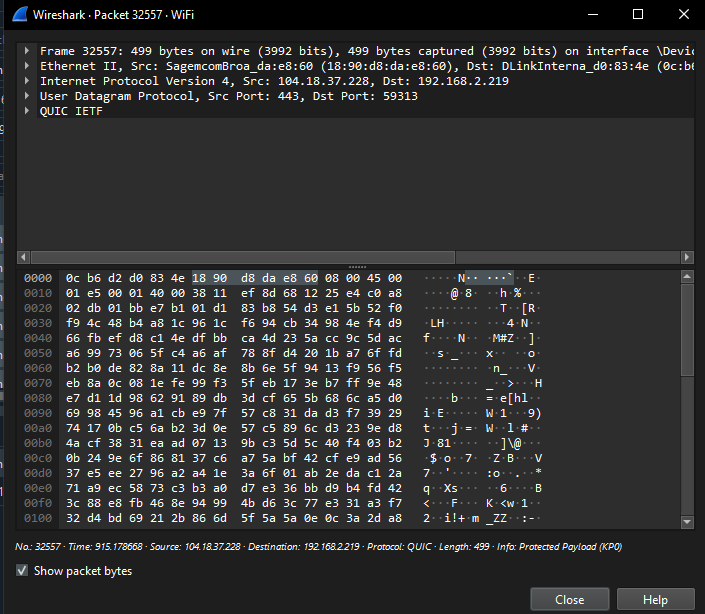 Wireshark · Packet 32557 · WiFi
Frame 32557: 499 bytes on wire (3992 bits), 499 bytes captured (3992 bits) on interface \Devic
Ethernet II, Src: SagemcomBroa_da:e8:60 (18:90:d8:da:e8:60), Dst: DLinkInterna_d0:83:4e (0c:b6
Internet Protocol Version 4, Src: 104.18.37.228, Dst: 192.168.2.219
User Datagram Protocol, Src Port: 443, Dst Port: 59313
QUIC IETF
0000 0c b6 d2 d0 83 4e 18 90 d8 da e8 60 08 00 45 00 ·····N·· ···`··E·
0010 01 e5 00 01 40 00 38 11 ef 8d 68 12 25 e4 c0 a8 ····@·8· ··h·%···
0020 02 db 01 bb e7 b1 01 d1 83 b8 54 d3 e1 5b 52 f0 ········ ··T··[R·
0030 f9 4c 48 b4 a8 1c 96 1c f6 94 cb 34 98 4e f4 d9 ·LH····· ···4·N··
0040 66 fb ef d8 c1 4e df bb ca 4d 23 5a cc 9c 5d ac f····N·· ·M#Z··]·
0050 a6 99 73 06 5f c4 a6 af 78 8f d4 20 1b a7 6f fd ··s·_··· x·· ··o·
0060 b2 b0 de 82 8a 11 dc 8e 8b 6e 5f 94 13 f9 56 f5 ········ ·n_···V·
0070 eb 8a 0c 08 1e fe 99 f3 5f eb 17 3e b7 ff 9e 48 ········ _··>···H
0080 e7 d1 1d 98 62 91 89 db 3d cf 65 5b 68 6c a5 d0 ····b··· =·e[hl··
0090 69 98 45 96 a1 cb e9 7f 57 c8 31 da d3 f7 39 29 i·E····· W·1···9)
00a0 74 17 0b c5 6a b2 3d 0e 57 c5 89 6c d3 23 9e d8 t···j·=· W··l·#··
00b0 4a cf 38 31 ea ad 07 13 9b c3 5d 5c 40 f4 03 b2 J·81···· ··]\@···
00c0 0b 24 9e 6f 86 81 37 c6 a7 5a bf 42 cf e9 ad 56 ·$·o··7· ·Z·B···V
00d0 37 e5 ee 27 96 a2 a4 1e 3a 6f 01 ab 2e da c1 2a 7··'···· :o··.··*
00e0 71 a9 ec 58 73 c3 b3 a0 d7 e3 36 bb d9 b4 fd 42 q··Xs··· ··6····B
00f0 3c 88 e8 fb 46 8e 94 99 4b d6 3c 77 e3 31 a3 f7 <···F··· K·<w·1··
0100 32 d4 bd 69 21 2b 86 6d 5f 5a 5a 0e 0c 3a 2d a8 2··i!+·m _ZZ··:-·
No.: 32557 · Time: 915.178668 · Source: 104.18.37.228 · Destination: 192.168.2.219 · Protocol: QUIC · Length: 499 · Info: Protected Payload (KP0)
Show packet bytes
Close Help